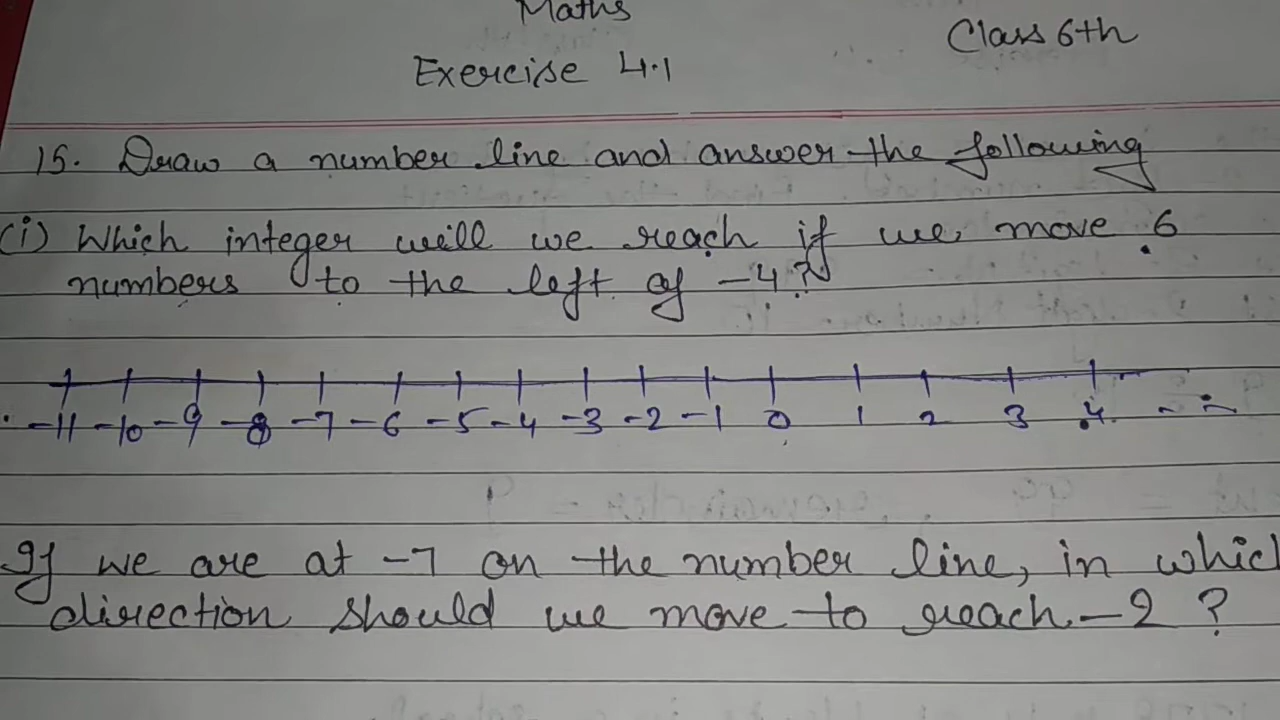 Maths
Class 6th
Exercise 4.1
15. Draw a number line and answer the following
(i) Which integer will we reach if we move 6
numbers to the left of -4?
-11 -10 -9 -8 -7 -6 -5 -4 -3 -2 -1 0 1 2 3 4
If we are at -7 on the number line, in which
direction should we move to reach -2 ?